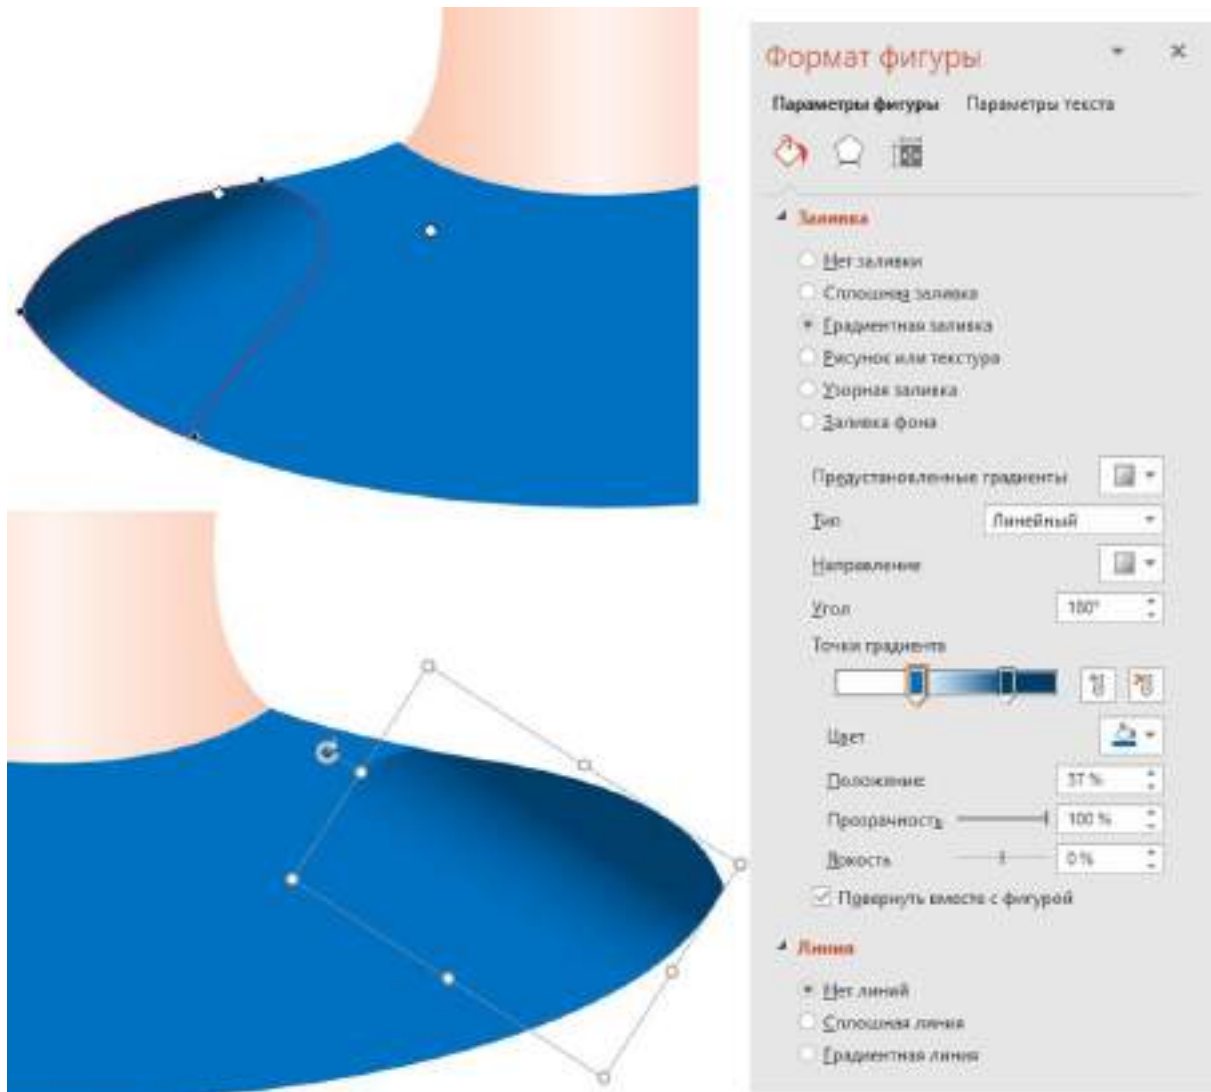 Формат фигуры
Параметры фигуры Параметры текста
Заливка
Нет заливки
Сплошная заливка
Градиентная заливка
Рисунок или текстура
Узорная заливка
Заливка фона
Предустановленные градиенты
Тип Линейный
Направление
Угол 180°
Точки градиента
Цвет
Положение 37 %
Прозрачность 100 %
Яркость 0 %
Повернуть вместе с фигурой
Линия
Нет линий
Сплошная линия
Градиентная линия